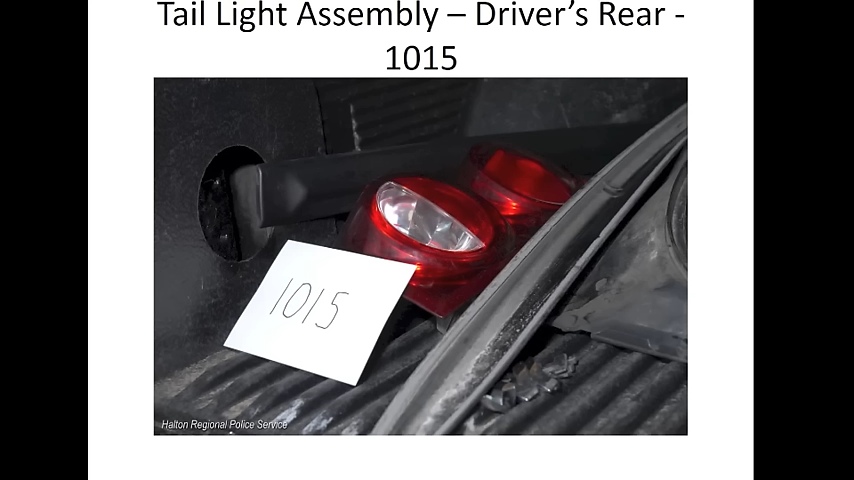 Tail Light Assembly – Driver’s Rear -
1015
1015
Halton Regional Police Service